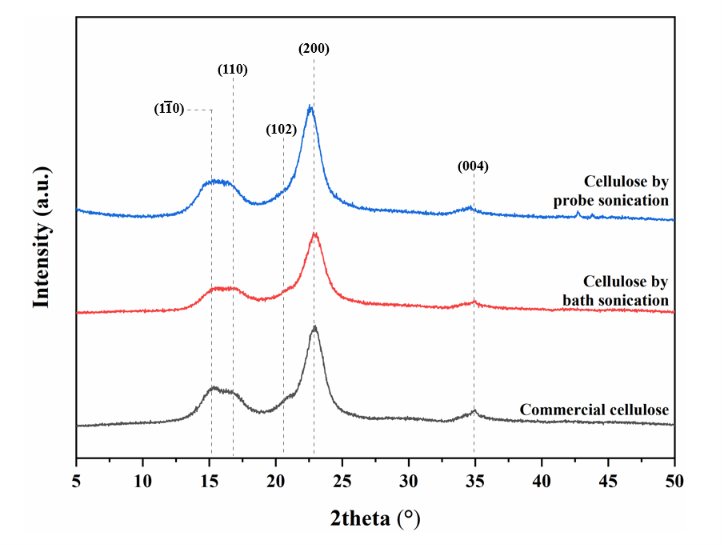 (200)
(110)
(11̅0)
(102)
(004)
Cellulose by
probe sonication
Cellulose by
bath sonication
Commercial cellulose
Intensity (a.u.)
5 10 15 20 25 30 35 40 45 50
2theta (°)